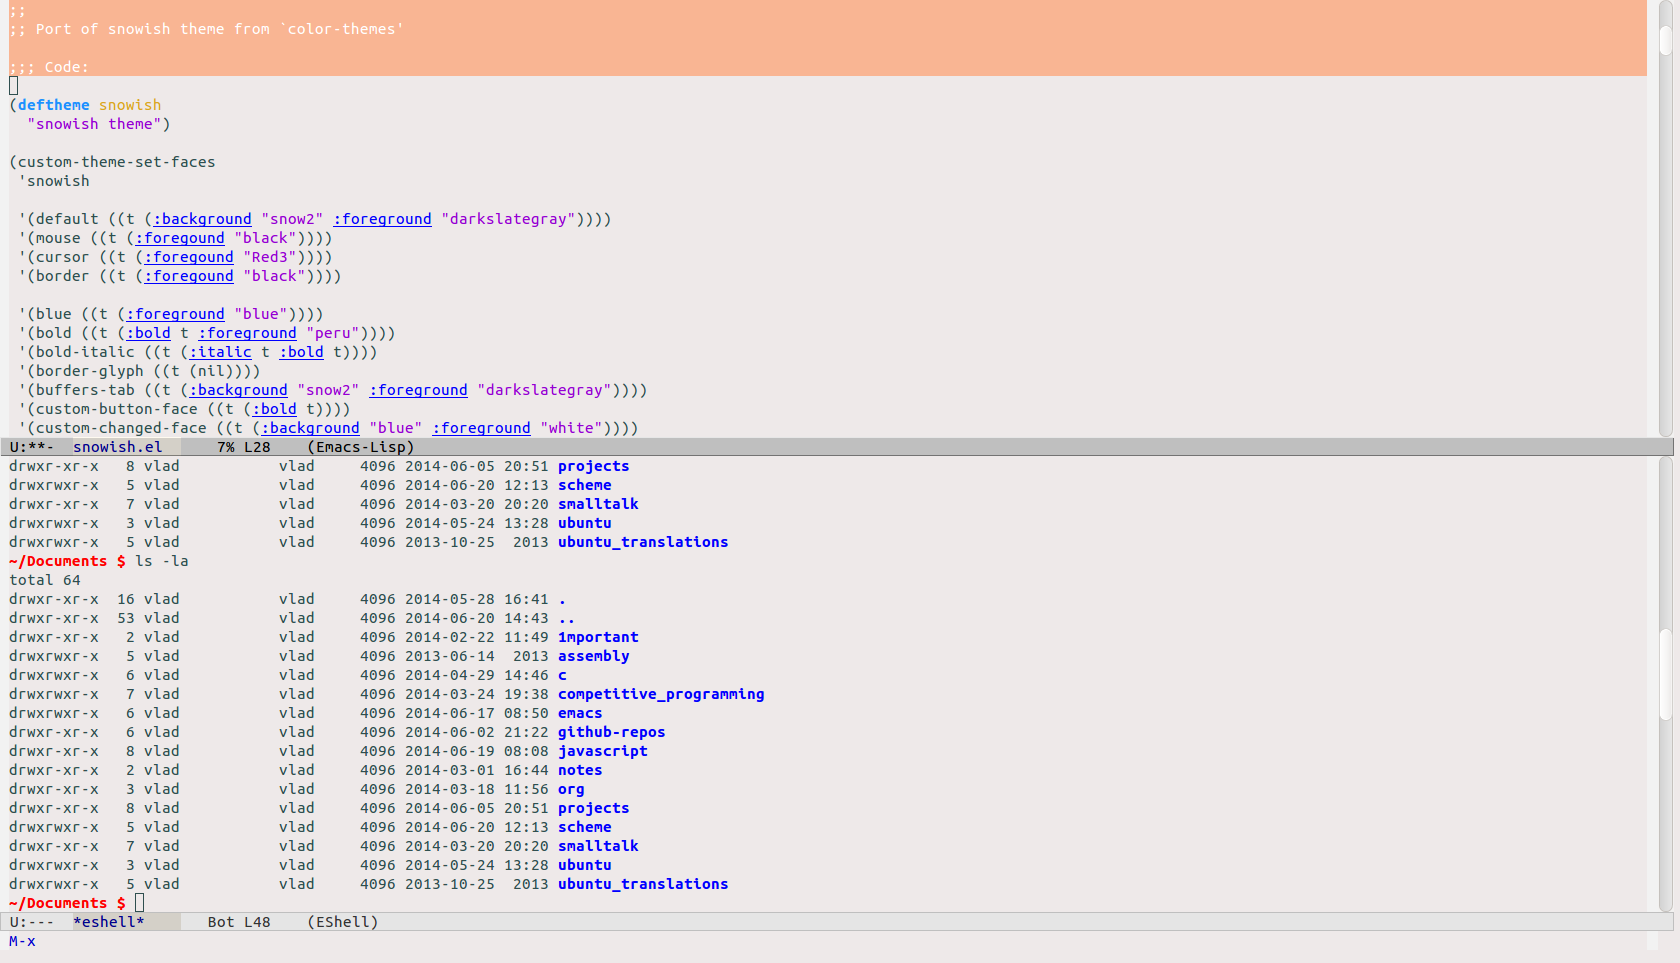 ;;
;; Port of snowish theme from `color-themes'
;;; Code:
(deftheme snowish
"snowish theme")
(custom-theme-set-faces
'snowish
'(default ((t (:background "snow2" :foreground "darkslategray"))))
'(mouse ((t (:foregound "black"))))
'(cursor ((t (:foregound "Red3"))))
'(border ((t (:foregound "black"))))
'(blue ((t (:foreground "blue"))))
'(bold ((t (:bold t :foreground "peru"))))
'(bold-italic ((t (:italic t :bold t))))
'(border-glyph ((t (nil))))
'(buffers-tab ((t (:background "snow2" :foreground "darkslategray"))))
'(custom-button-face ((t (:bold t))))
'(custom-changed-face ((t (:background "blue" :foreground "white"))))
U:**-  snowish.el      7% L28    (Emacs-Lisp)
drwxr-xr-x   8 vlad           vlad     4096 2014-06-05 20:51 projects
drwxrwxr-x   5 vlad           vlad     4096 2014-06-20 12:13 scheme
drwxrwxr-x   7 vlad           vlad     4096 2014-03-20 20:20 smalltalk
drwxrwxr-x   3 vlad           vlad     4096 2014-05-24 13:28 ubuntu
drwxrwxr-x   5 vlad           vlad     4096 2013-10-25  2013 ubuntu_translations
~/Documents $ ls -la
total 64
drwxr-xr-x  16 vlad           vlad     4096 2014-05-28 16:41 .
drwxr-xr-x  53 vlad           vlad     4096 2014-06-20 14:43 ..
drwxr-xr-x   2 vlad           vlad     4096 2014-02-22 11:49 1mportant
drwxrwxr-x   5 vlad           vlad     4096 2013-06-14  2013 assembly
drwxrwxr-x   6 vlad           vlad     4096 2014-04-29 14:46 c
drwxrwxr-x   7 vlad           vlad     4096 2014-03-24 19:38 competitive_programming
drwxrwxr-x   6 vlad           vlad     4096 2014-06-17 08:50 emacs
drwxrwxr-x   6 vlad           vlad     4096 2014-06-02 21:22 github-repos
drwxrwxr-x   8 vlad           vlad     4096 2014-06-19 08:08 javascript
drwxr-xr-x   2 vlad           vlad     4096 2014-03-01 16:44 notes
drwxr-xr-x   3 vlad           vlad     4096 2014-03-18 11:56 org
drwxr-xr-x   8 vlad           vlad     4096 2014-06-05 20:51 projects
drwxrwxr-x   5 vlad           vlad     4096 2014-06-20 12:13 scheme
drwxrwxr-x   7 vlad           vlad     4096 2014-03-20 20:20 smalltalk
drwxrwxr-x   3 vlad           vlad     4096 2014-05-24 13:28 ubuntu
drwxrwxr-x   5 vlad           vlad     4096 2013-10-25  2013 ubuntu_translations
~/Documents $
U:---  *eshell*       Bot L48    (EShell)
M-x